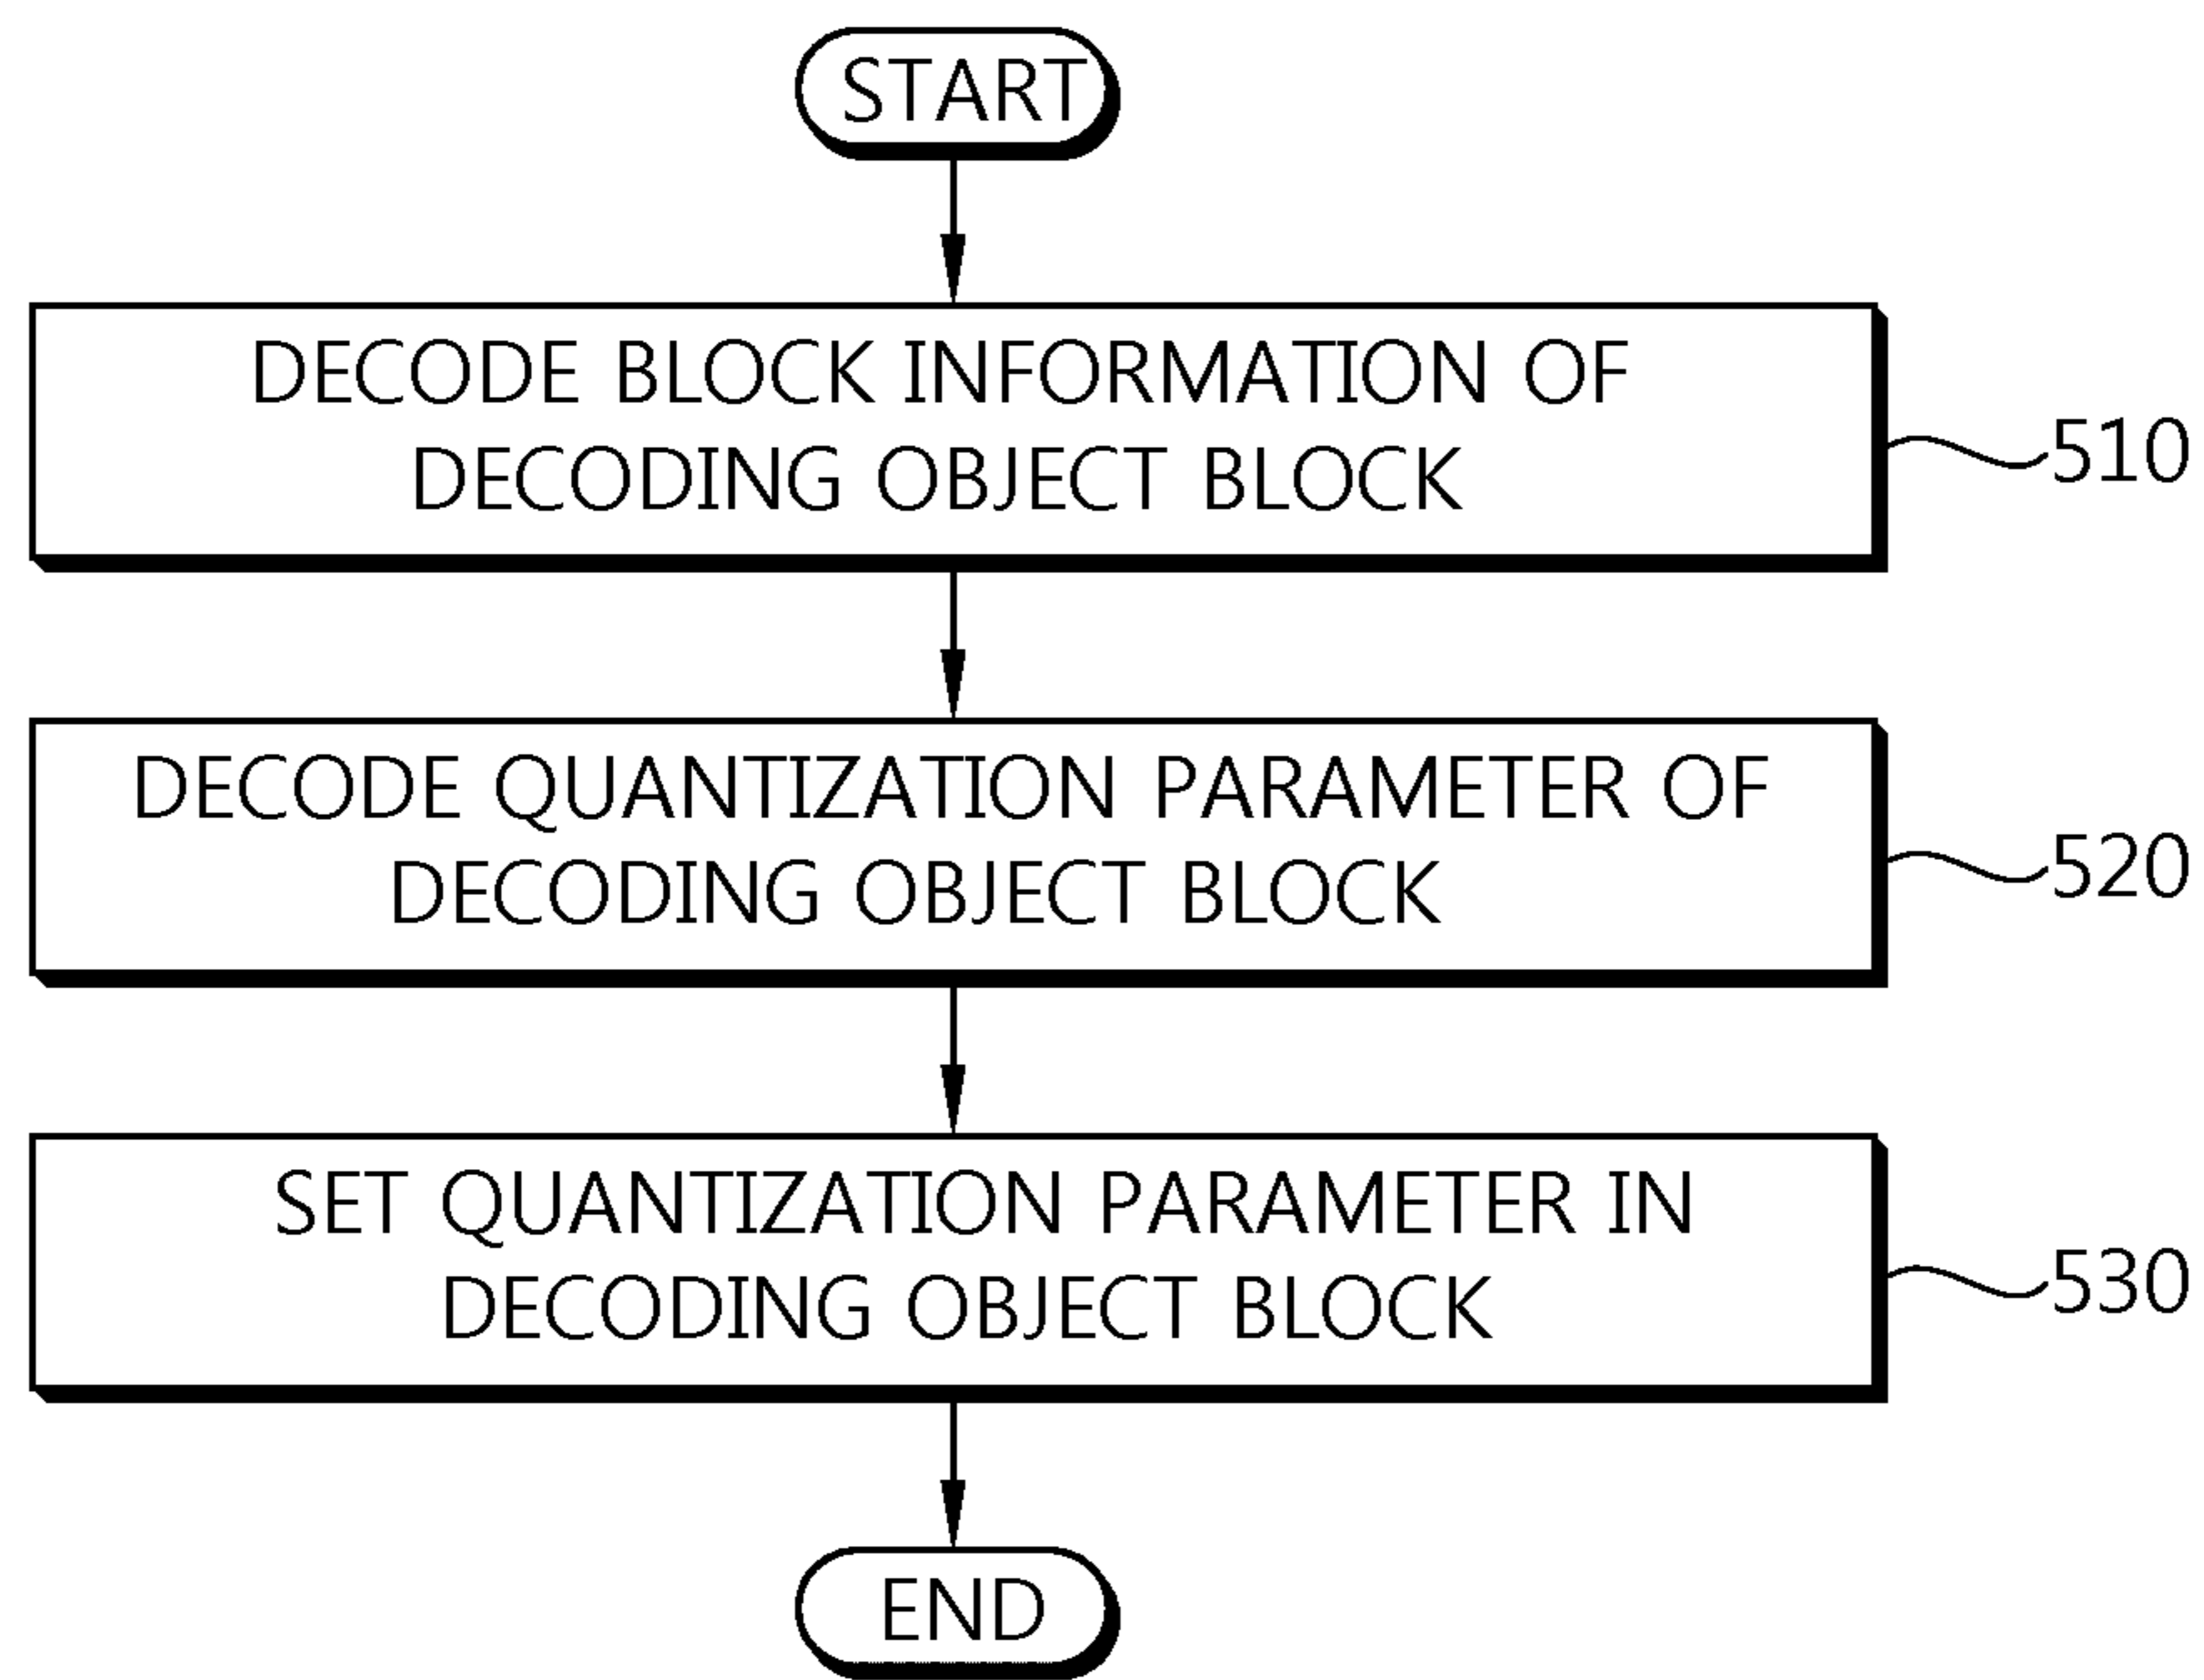 START
DECODE BLOCK INFORMATION OF
DECODING OBJECT BLOCK
510
DECODE QUANTIZATION PARAMETER OF
DECODING OBJECT BLOCK
520
SET QUANTIZATION PARAMETER IN
DECODING OBJECT BLOCK
530
END